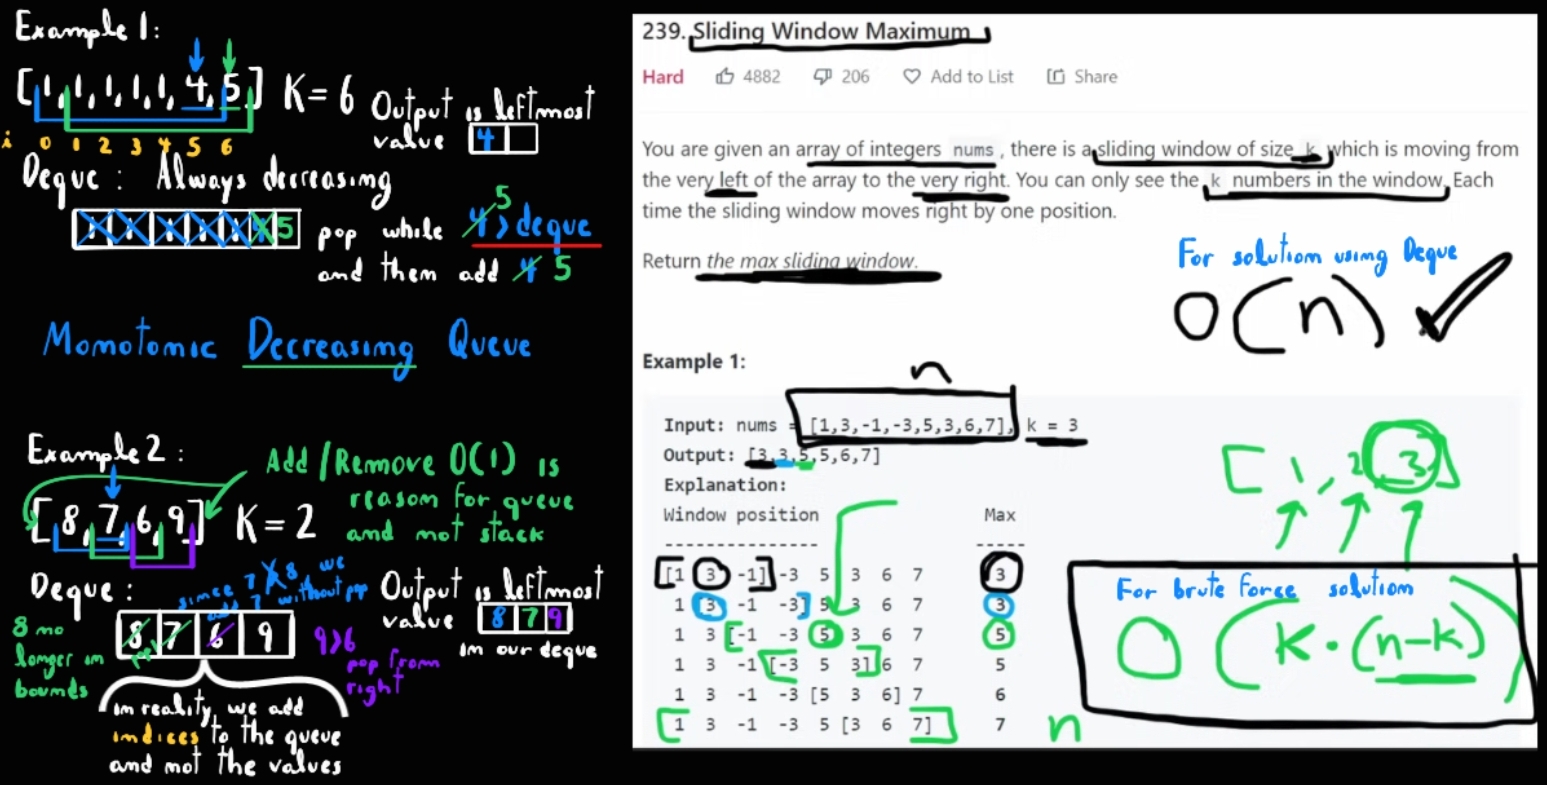 Example 1:
[1,1,1,1,1,4,5] K=6
i 0 1 2 3 4 5 6
Output is leftmost
value 4
Deque: Always decreasing
4 5
5
pop while 4 > deque
and them add 4 5
Momotomic Decreasing Queue
Example 2:
[8,7,6,9] K=2
Add/Remove O(1) is
reason for queue
and not stack
Deque:
since 7 > 8 we
add 7 without pop
8 7 6 9
8 no
longer in
bounds
9>6
pop from
right
Output is leftmost
value 8 7 9
in our deque
in reality, we add
indices to the queue
and not the values
239. Sliding Window Maximum
Hard 4882 206 Add to List Share
You are given an array of integers nums, there is a sliding window of size k which is moving from
the very left of the array to the very right. You can only see the k numbers in the window. Each
time the sliding window moves right by one position.
Return the max sliding window.
For solution using Deque
O(n)
Example 1:
n
Input: nums = [1,3,-1,-3,5,3,6,7], k = 3
Output: [3,3,5,5,6,7]
Explanation:
Window position Max
--------------- -----
[1 3 -1] -3 5 3 6 7 3
1 [3 -1 -3] 5 3 6 7 3
1 3 [-1 -3 5] 3 6 7 5
1 3 -1 [-3 5 3] 6 7 5
1 3 -1 -3 [5 3 6] 7 6
1 3 -1 -3 5 [3 6 7] 7
n
[1, 2 3]
For brute force solution
O(K·(n-k))